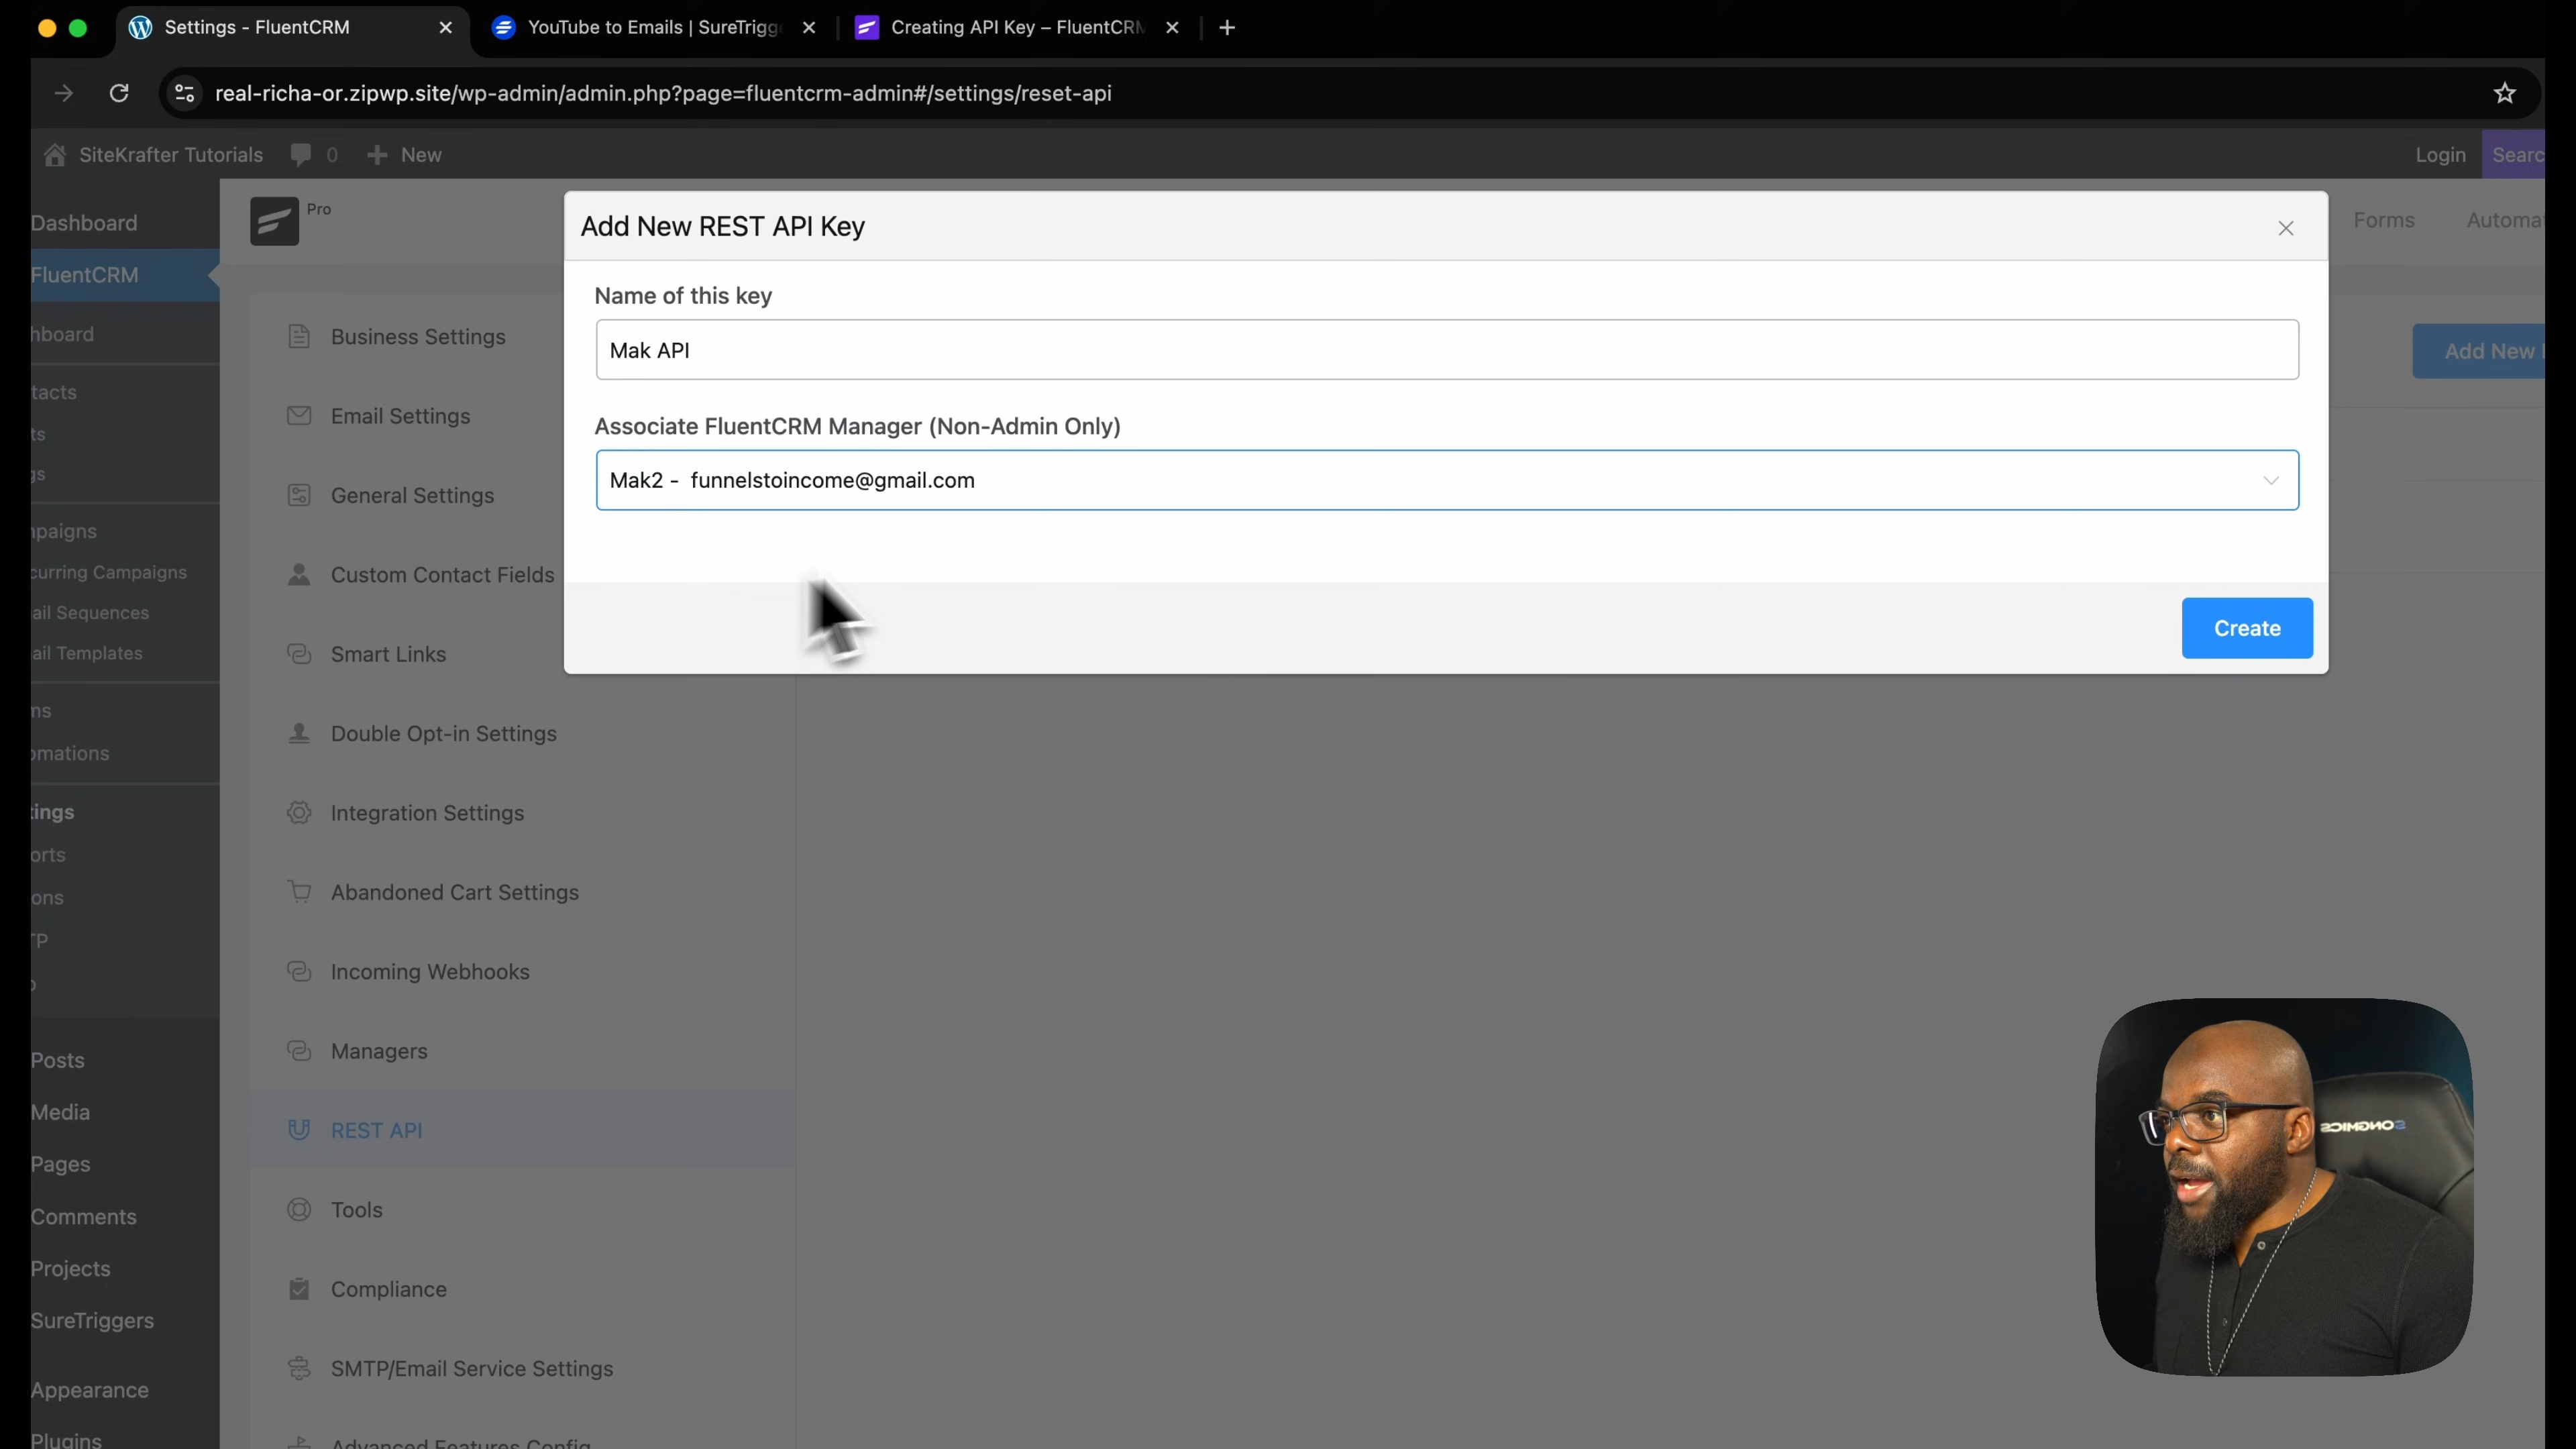 Settings - FluentCRM
YouTube to Emails | SureTrigg
Creating API Key – FluentCRM
real-richa-or.zipwp.site/wp-admin/admin.php?page=fluentcrm-admin#/settings/reset-api
SiteKrafter Tutorials 0 New
Login Searc
Dashboard
FluentCRM
hboard
tacts
ts
gs
npaigns
curring Campaigns
ail Sequences
ail Templates
ms
omations
tings
orts
ons
TP
Posts
Media
Pages
Comments
Projects
SureTriggers
Appearance
Plugins
Pro
Forms Automat
Add New
Business Settings
Email Settings
General Settings
Custom Contact Fields
Smart Links
Double Opt-in Settings
Integration Settings
Abandoned Cart Settings
Incoming Webhooks
Managers
REST API
Tools
Compliance
SMTP/Email Service Settings
Advanced Features Config
Add New REST API Key
Name of this key
Mak API
Associate FluentCRM Manager (Non-Admin Only)
Mak2 - funnelstoincome@gmail.com
Create